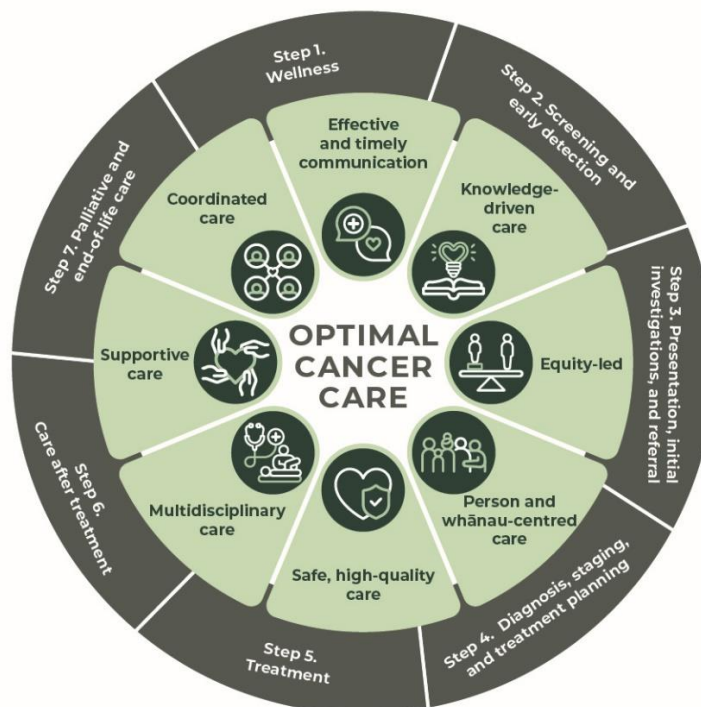 Step 1.
Wellness
Step 2. Screening and
early detection
Step 3. Presentation, initial
investigations, and referral
Step 4. Diagnosis, staging,
and treatment planning
Step 5.
Treatment
Step 6.
Care after treatment
Step 7. Palliative and
end-of-life care
Effective
and timely
communication
Knowledge-
driven
care
Equity-led
Person and
whānau-centred
care
Safe, high-quality
care
Multidisciplinary
care
Supportive
care
Coordinated
care
OPTIMAL
CANCER
CARE